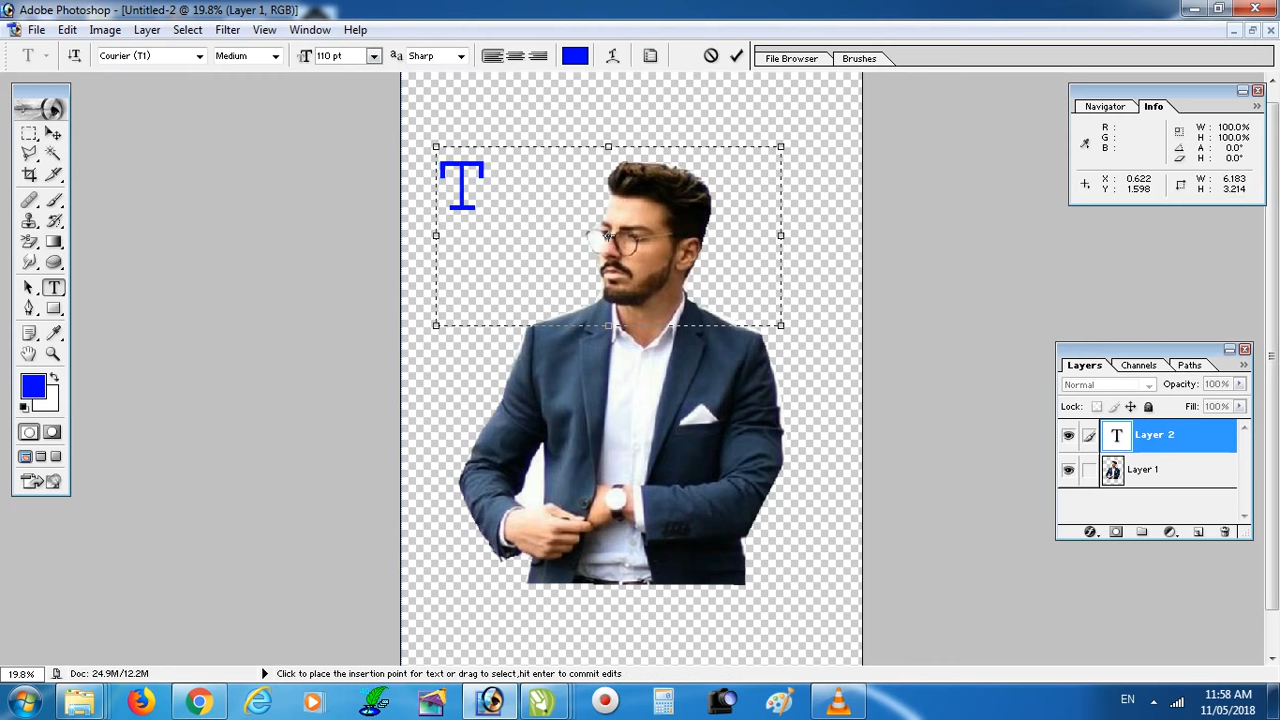 Adobe Photoshop - [Untitled-2 @ 19.8% (Layer 1, RGB)]
File Edit Image Layer Select Filter View Window Help
T Courier (T1) Medium 110 pt Sharp File Browser Brushes
Navigator Info
R :
G :
B :
W : 100.0%
H : 100.0%
A : 0.0°
0.0°
X : 0.622
Y : 1.598
W : 6.183
H : 3.214
T
Layers Channels Paths
Normal Opacity: 100%
Lock: Fill: 100%
T Layer 2
Layer 1
19.8% Doc: 24.9M/12.2M Click to place the insertion point for text or drag to select,hit enter to commit edits
EN
11:58 AM
11/05/2018